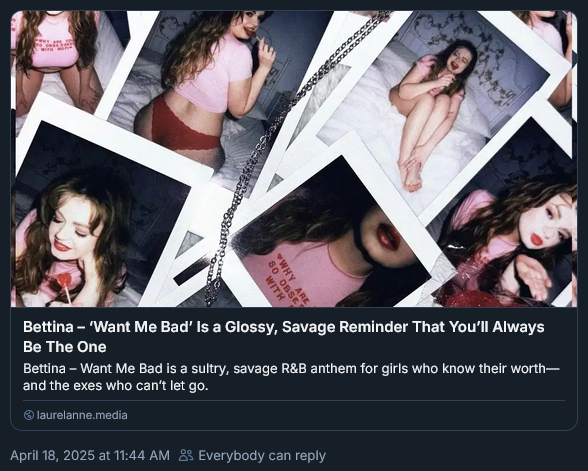 WHY ARE YOU
SO OBSESSED
WITH ME?
♥WHY ARE
SO OBSE
WITH
Bettina – ‘Want Me Bad’ Is a Glossy, Savage Reminder That You’ll Always
Be The One
Bettina – Want Me Bad is a sultry, savage R&B anthem for girls who know their worth—
and the exes who can’t let go.
laurelanne.media
April 18, 2025 at 11:44 AM Everybody can reply